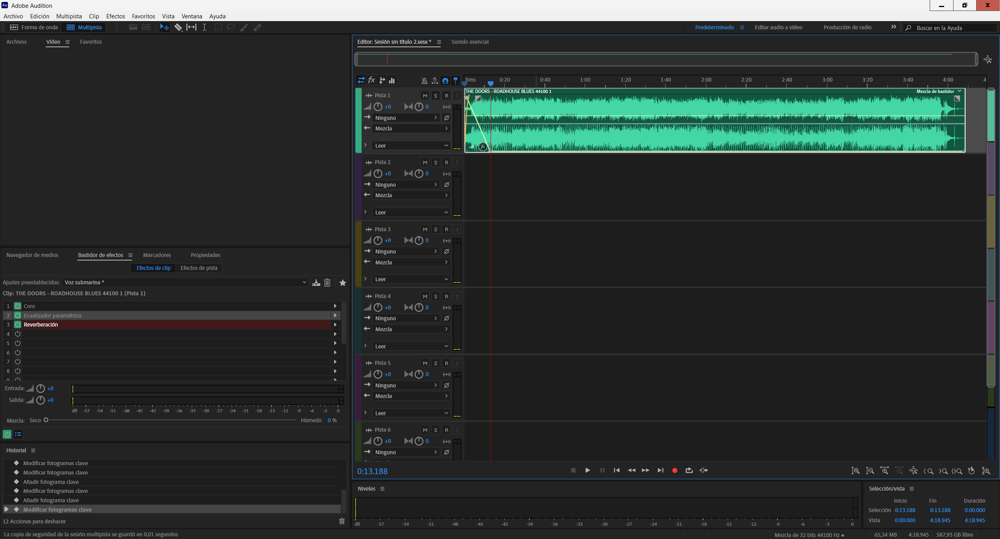 Adobe Audition
Archivo Edición Multipista Clip Efectos Favoritos Vista Ventana Ayuda
Forma de onda Multipista Predeterminado Editar audio a vídeo Producción de radio Buscar en la Ayuda
Archivos Vídeo Favoritos
Editor: Sesión sin título 2.sesx * Sonido esencial
hms 0:20 0:40 1:00 1:20 1:40 2:00 2:20 2:40 3:00 3:20 3:40 4:00 4
THE DOORS - ROADHOUSE BLUES 44100 1 Mezcla de bastidor
fx
Pista 1 M S R I
+0 0
Ninguno
Mezcla
Leer
Pista 2 M S R I
+0 0
Ninguno
Mezcla
Leer
Pista 3 M S R I
+0 0
Ninguno
Mezcla
Leer
Pista 4 M S R I
+0 0
Ninguno
Mezcla
Leer
Pista 5 M S R I
+0 0
Ninguno
Mezcla
Leer
Pista 6 M S R I
+0 0
Ninguno
0:13.188
Navegador de medios Bastidor de efectos Marcadores Propiedades
Efectos de clip Efectos de pista
Ajustes preestablecidos: Voz submarina *
Clip: THE DOORS - ROADHOUSE BLUES 44100 1 (Pista 1)
1 Coro
2 Ecualizador paramétrico
3 Reverberación
4
5
6
7
8
9
Entrada: +0
Salida: +0
dB -57 -54 -51 -48 -45 -42 -39 -36 -33 -30 -27 -24 -21 -18 -15 -12 -9 -6 -3 0
Mezcla: Seco Húmedo 0 %
Historial
Modificar fotogramas clave
Modificar fotogramas clave
Añadir fotograma clave
Modificar fotogramas clave
Añadir fotograma clave
Modificar fotogramas clave
12 Acciones para deshacer
Niveles
dB -57 -54 -51 -48 -45 -42 -39 -36 -33 -30 -27 -24 -21 -18 -15 -12 -9 -6 -3 0
Selección/vista
Inicio Fin Duración
Selección 0:13.188 0:13.188 0:00.000
Vista 0:00.000 4:18.945 4:18.945
La copia de seguridad de la sesión multipista se guardó en 0,01 segundos
Mezcla de 32 bits 44100 Hz ● 65,34 MB 4:18.945 587,93 GB libre